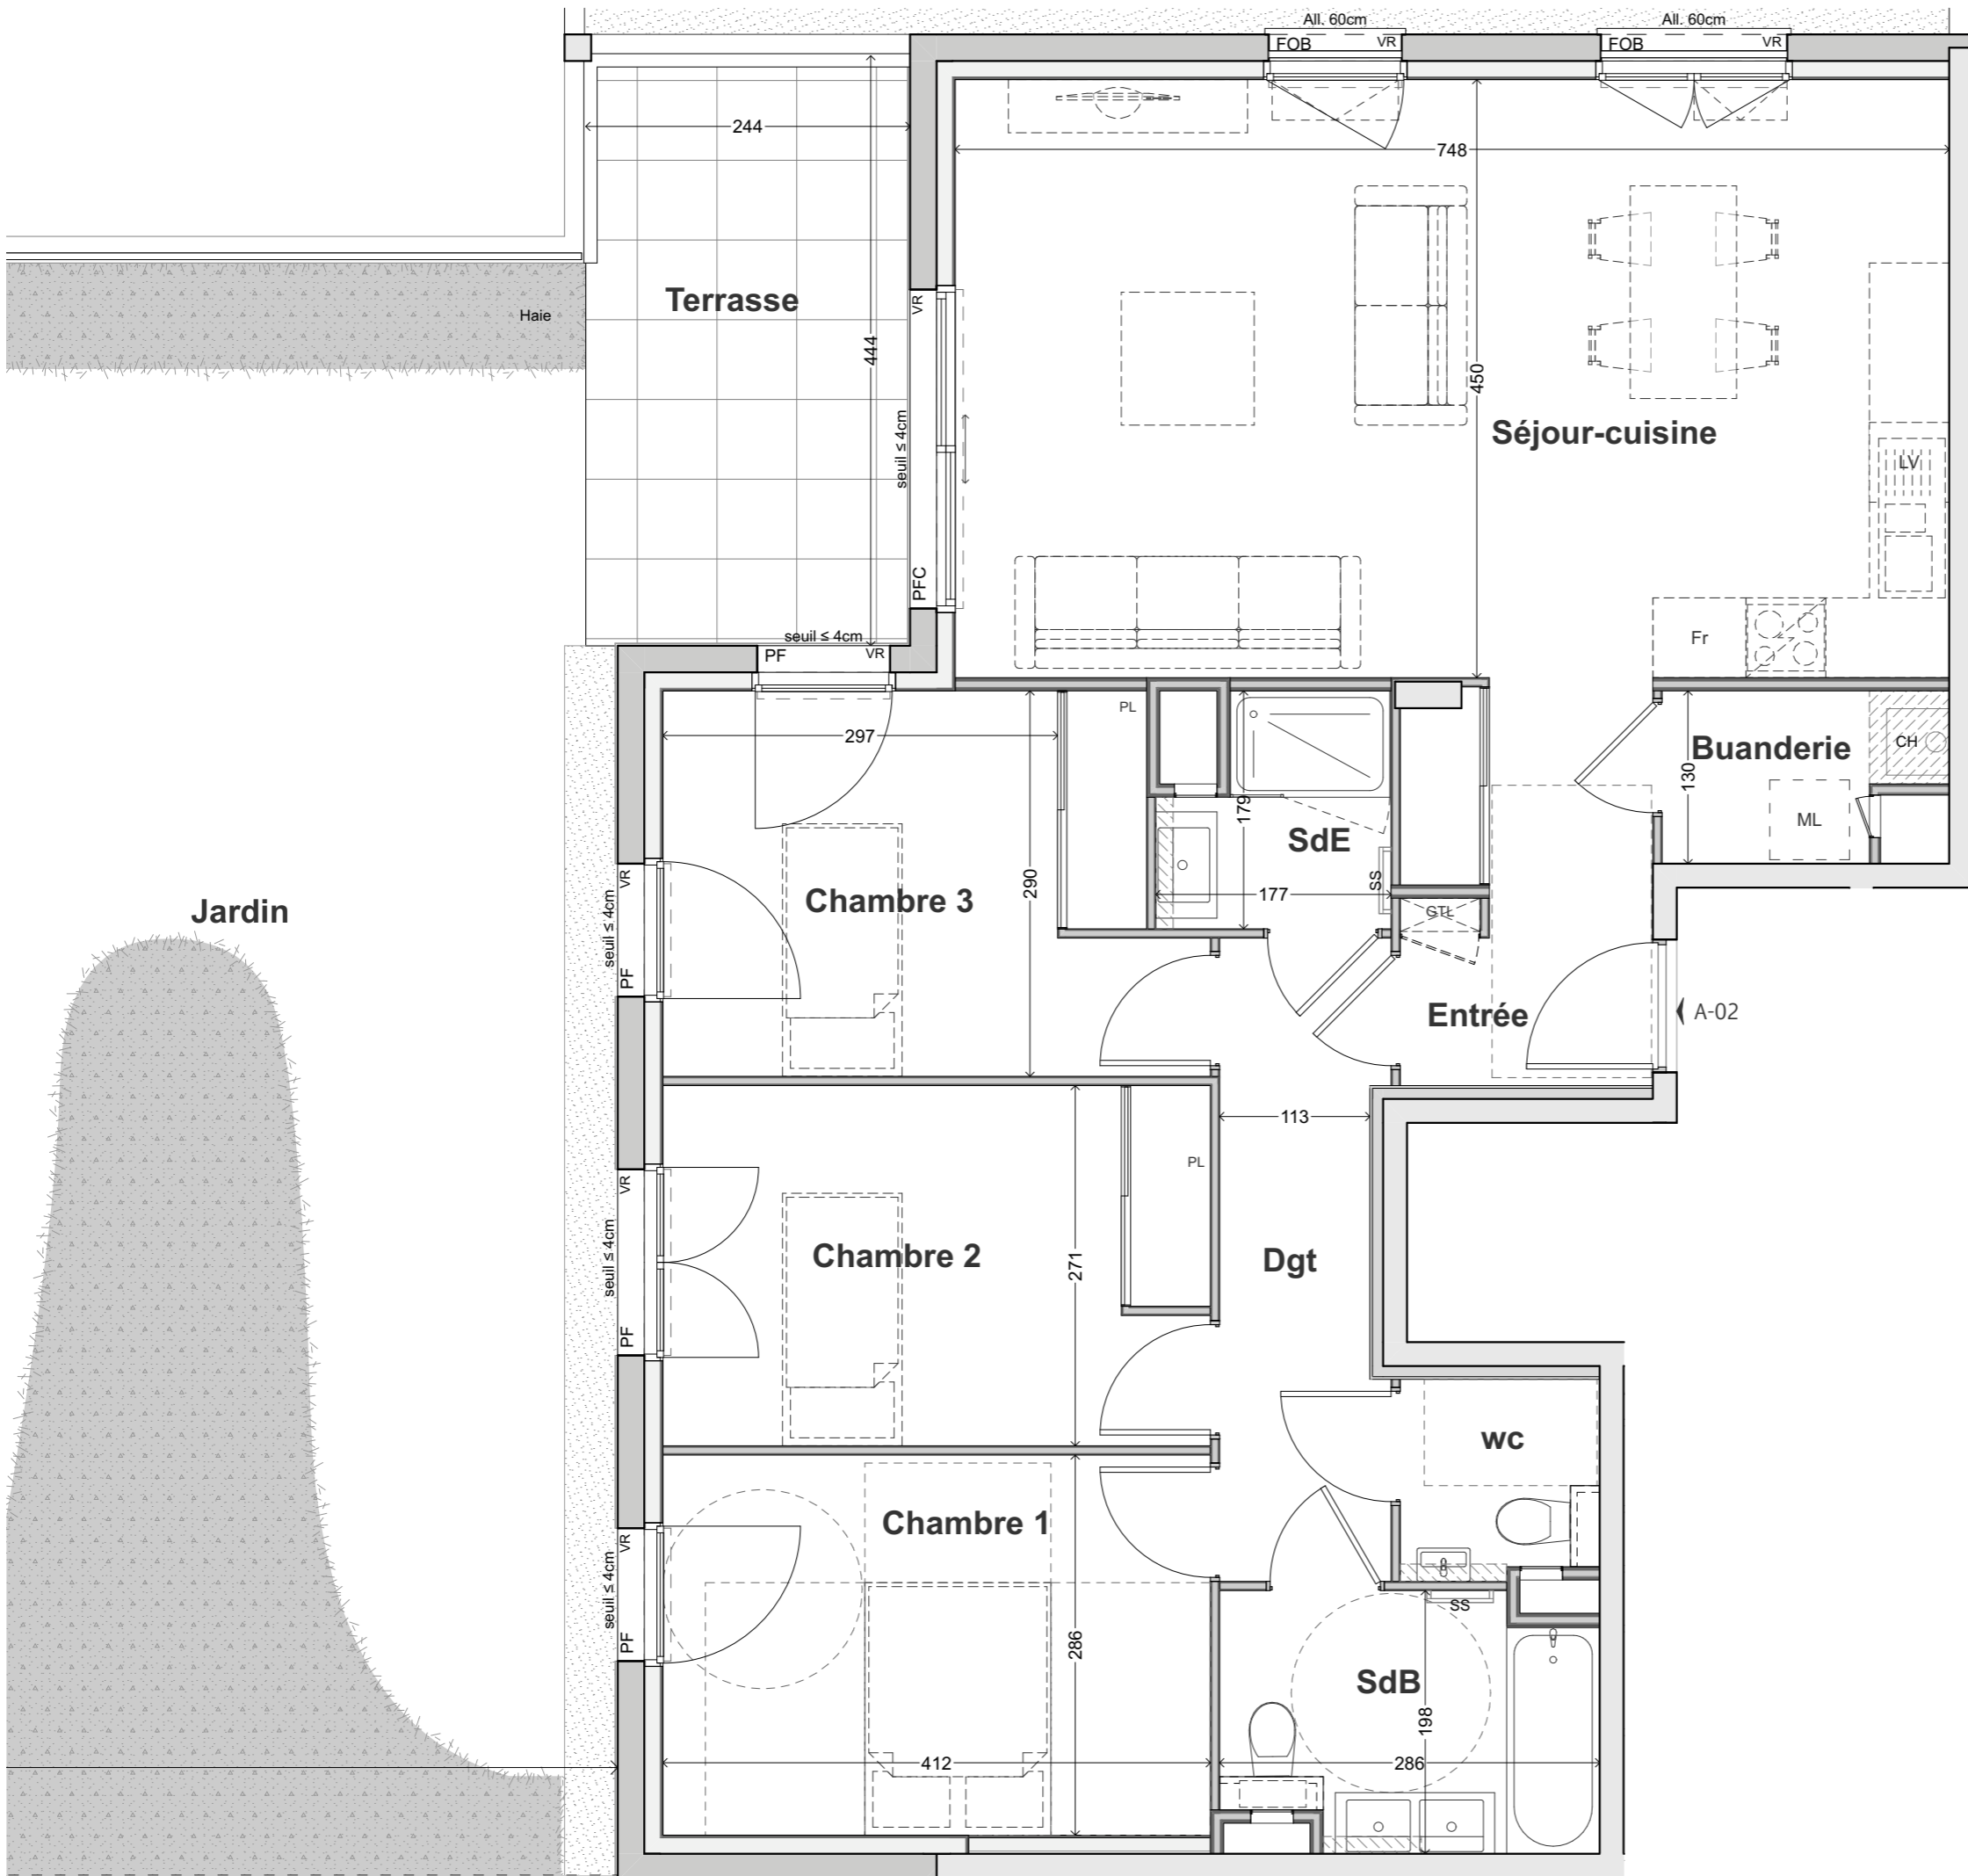 All. 60cm
All. 60cm
FOB
VR
FOB
VR
244
748
Terrasse
Haie
VR
444
450
seuil ≤ 4cm
Séjour-cuisine
LV
PFC
seuil ≤ 4cm
PF
VR
Fr
PL
297
Buanderie
CH
130
179
ML
SdE
VR
290
SS
177
Chambre 3
Jardin
GTL
seuil ≤ 4cm
PF
Entrée
A-02
113
PL
VR
Chambre 2
271
Dgt
seuil ≤ 4cm
PF
wc
Chambre 1
VR
seuil ≤ 4cm
PF
SS
286
SdB
198
412
286